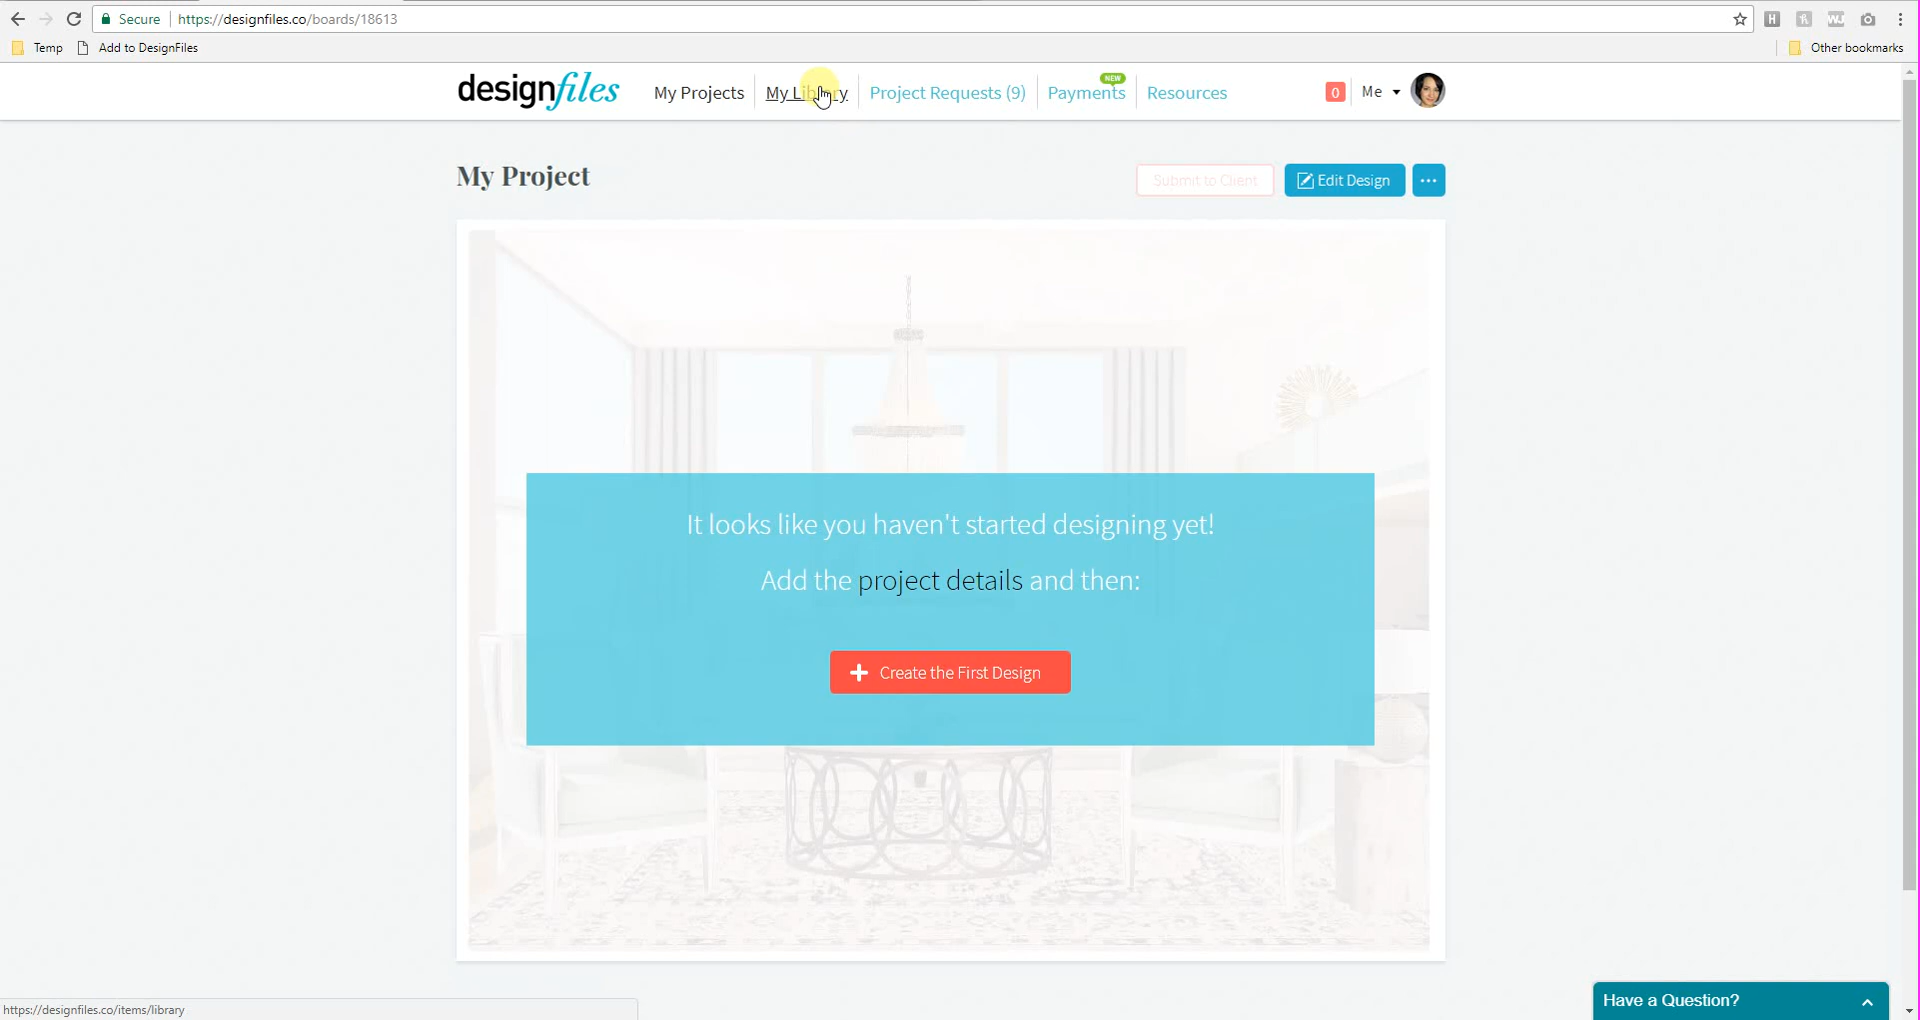 Secure https://designfiles.co/boards/18613
Temp Add to DesignFiles Other bookmarks
designfiles My Projects My Library Project Requests (9) Payments NEW Resources 0 Me
My Project
Submit to Client Edit Design
It looks like you haven't started designing yet!
Add the project details and then:
Create the First Design
Have a Question?
https://designfiles.co/items/library